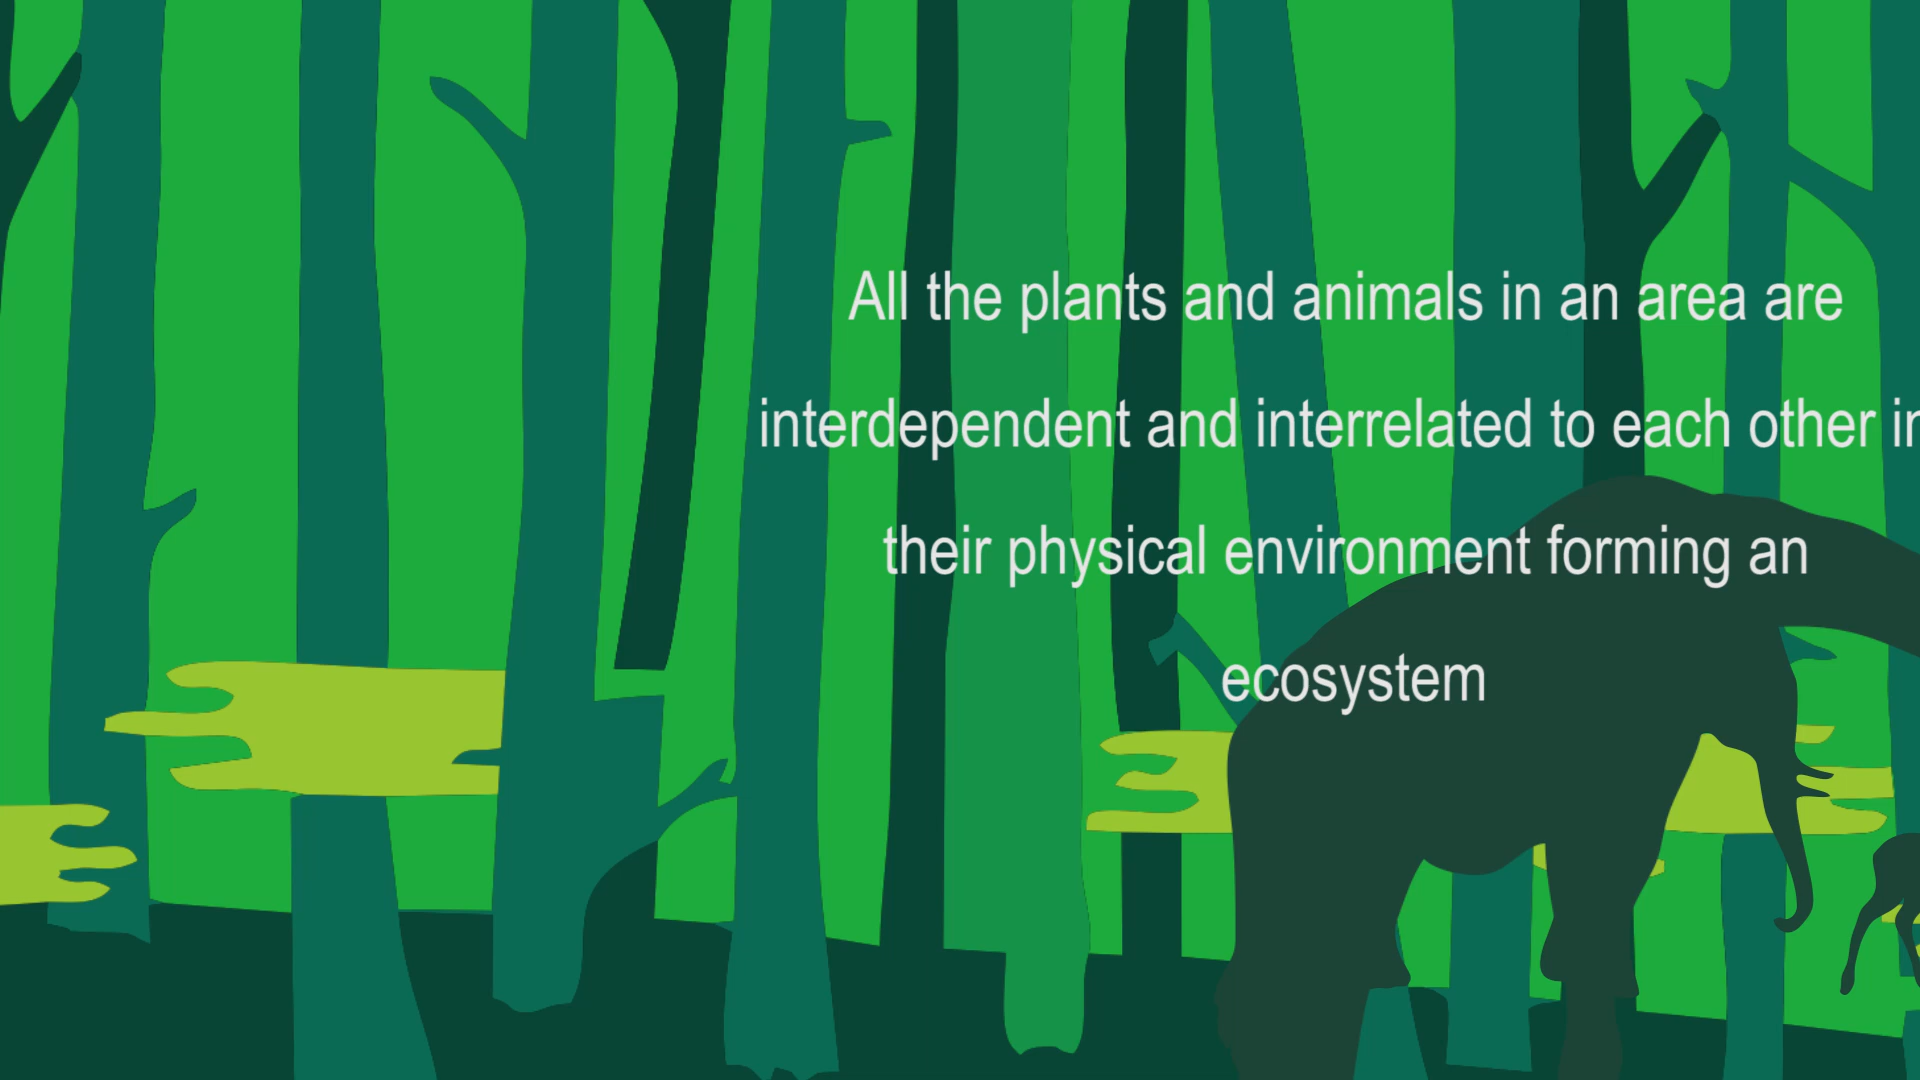 All the plants and animals in an area are
interdependent and interrelated to each other
their physical environment forming an
ecosystem